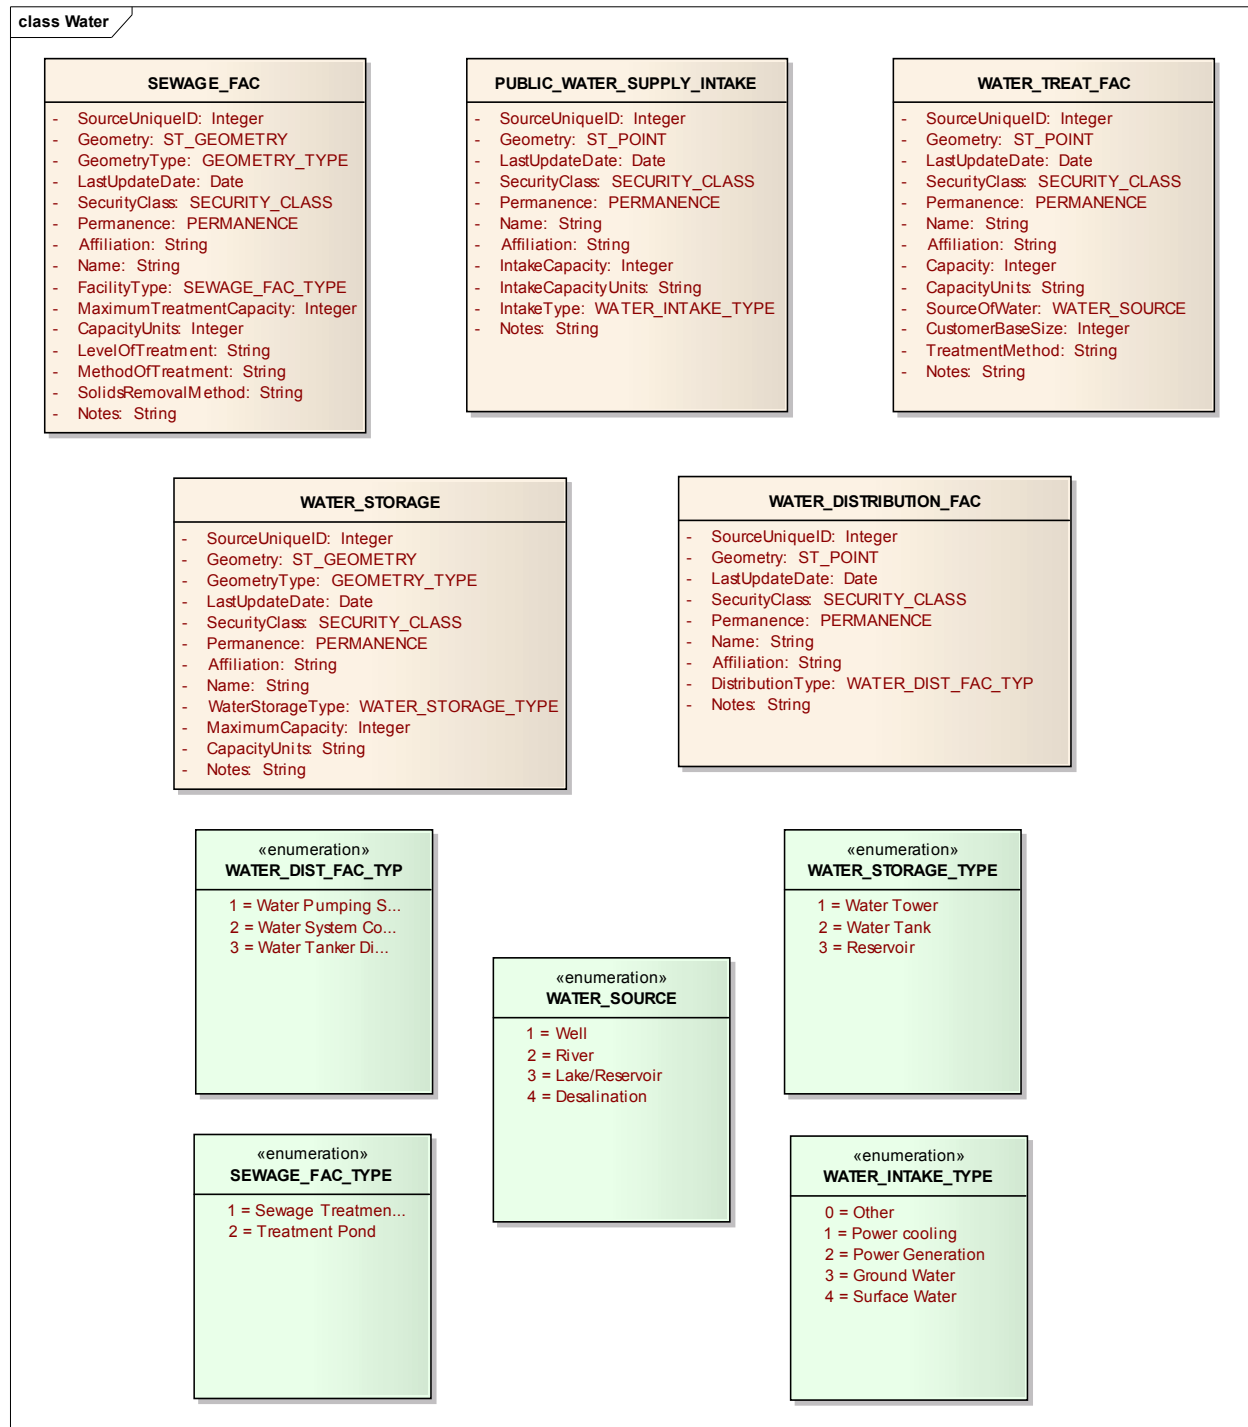 class Water
SEWAGE_FAC
- SourceUniqueID: Integer
- Geometry: ST_GEOMETRY
- GeometryType: GEOMETRY_TYPE
- LastUpdateDate: Date
- SecurityClass: SECURITY_CLASS
- Permanence: PERMANENCE
- Affiliation: String
- Name: String
- FacilityType: SEWAGE_FAC_TYPE
- MaximumTreatmentCapacity: Integer
- CapacityUnits: Integer
- LevelOfTreatment: String
- MethodOfTreatment: String
- SolidsRemovalMethod: String
- Notes: String
PUBLIC_WATER_SUPPLY_INTAKE
- SourceUniqueID: Integer
- Geometry: ST_POINT
- LastUpdateDate: Date
- SecurityClass: SECURITY_CLASS
- Permanence: PERMANENCE
- Name: String
- Affiliation: String
- IntakeCapacity: Integer
- IntakeCapacityUnits: String
- IntakeType: WATER_INTAKE_TYPE
- Notes: String
WATER_TREAT_FAC
- SourceUniqueID: Integer
- Geometry: ST_POINT
- LastUpdateDate: Date
- SecurityClass: SECURITY_CLASS
- Permanence: PERMANENCE
- Name: String
- Affiliation: String
- Capacity: Integer
- CapacityUnits: String
- SourceOfWater: WATER_SOURCE
- CustomerBaseSize: Integer
- TreatmentMethod: String
- Notes: String
WATER_STORAGE
- SourceUniqueID: Integer
- Geometry: ST_GEOMETRY
- GeometryType: GEOMETRY_TYPE
- LastUpdateDate: Date
- SecurityClass: SECURITY_CLASS
- Permanence: PERMANENCE
- Affiliation: String
- Name: String
- WaterStorageType: WATER_STORAGE_TYPE
- MaximumCapacity: Integer
- CapacityUnits: String
- Notes: String
WATER_DISTRIBUTION_FAC
- SourceUniqueID: Integer
- Geometry: ST_POINT
- LastUpdateDate: Date
- SecurityClass: SECURITY_CLASS
- Permanence: PERMANENCE
- Name: String
- Affiliation: String
- DistributionType: WATER_DIST_FAC_TYP
- Notes: String
«enumeration»
WATER_DIST_FAC_TYP
1 = Water Pumping S...
2 = Water System Co...
3 = Water Tanker Di...
«enumeration»
WATER_STORAGE_TYPE
1 = Water Tower
2 = Water Tank
3 = Reservoir
«enumeration»
WATER_SOURCE
1 = Well
2 = River
3 = Lake/Reservoir
4 = Desalination
«enumeration»
SEWAGE_FAC_TYPE
1 = Sewage Treatmen...
2 = Treatment Pond
«enumeration»
WATER_INTAKE_TYPE
0 = Other
1 = Power cooling
2 = Power Generation
3 = Ground Water
4 = Surface Water